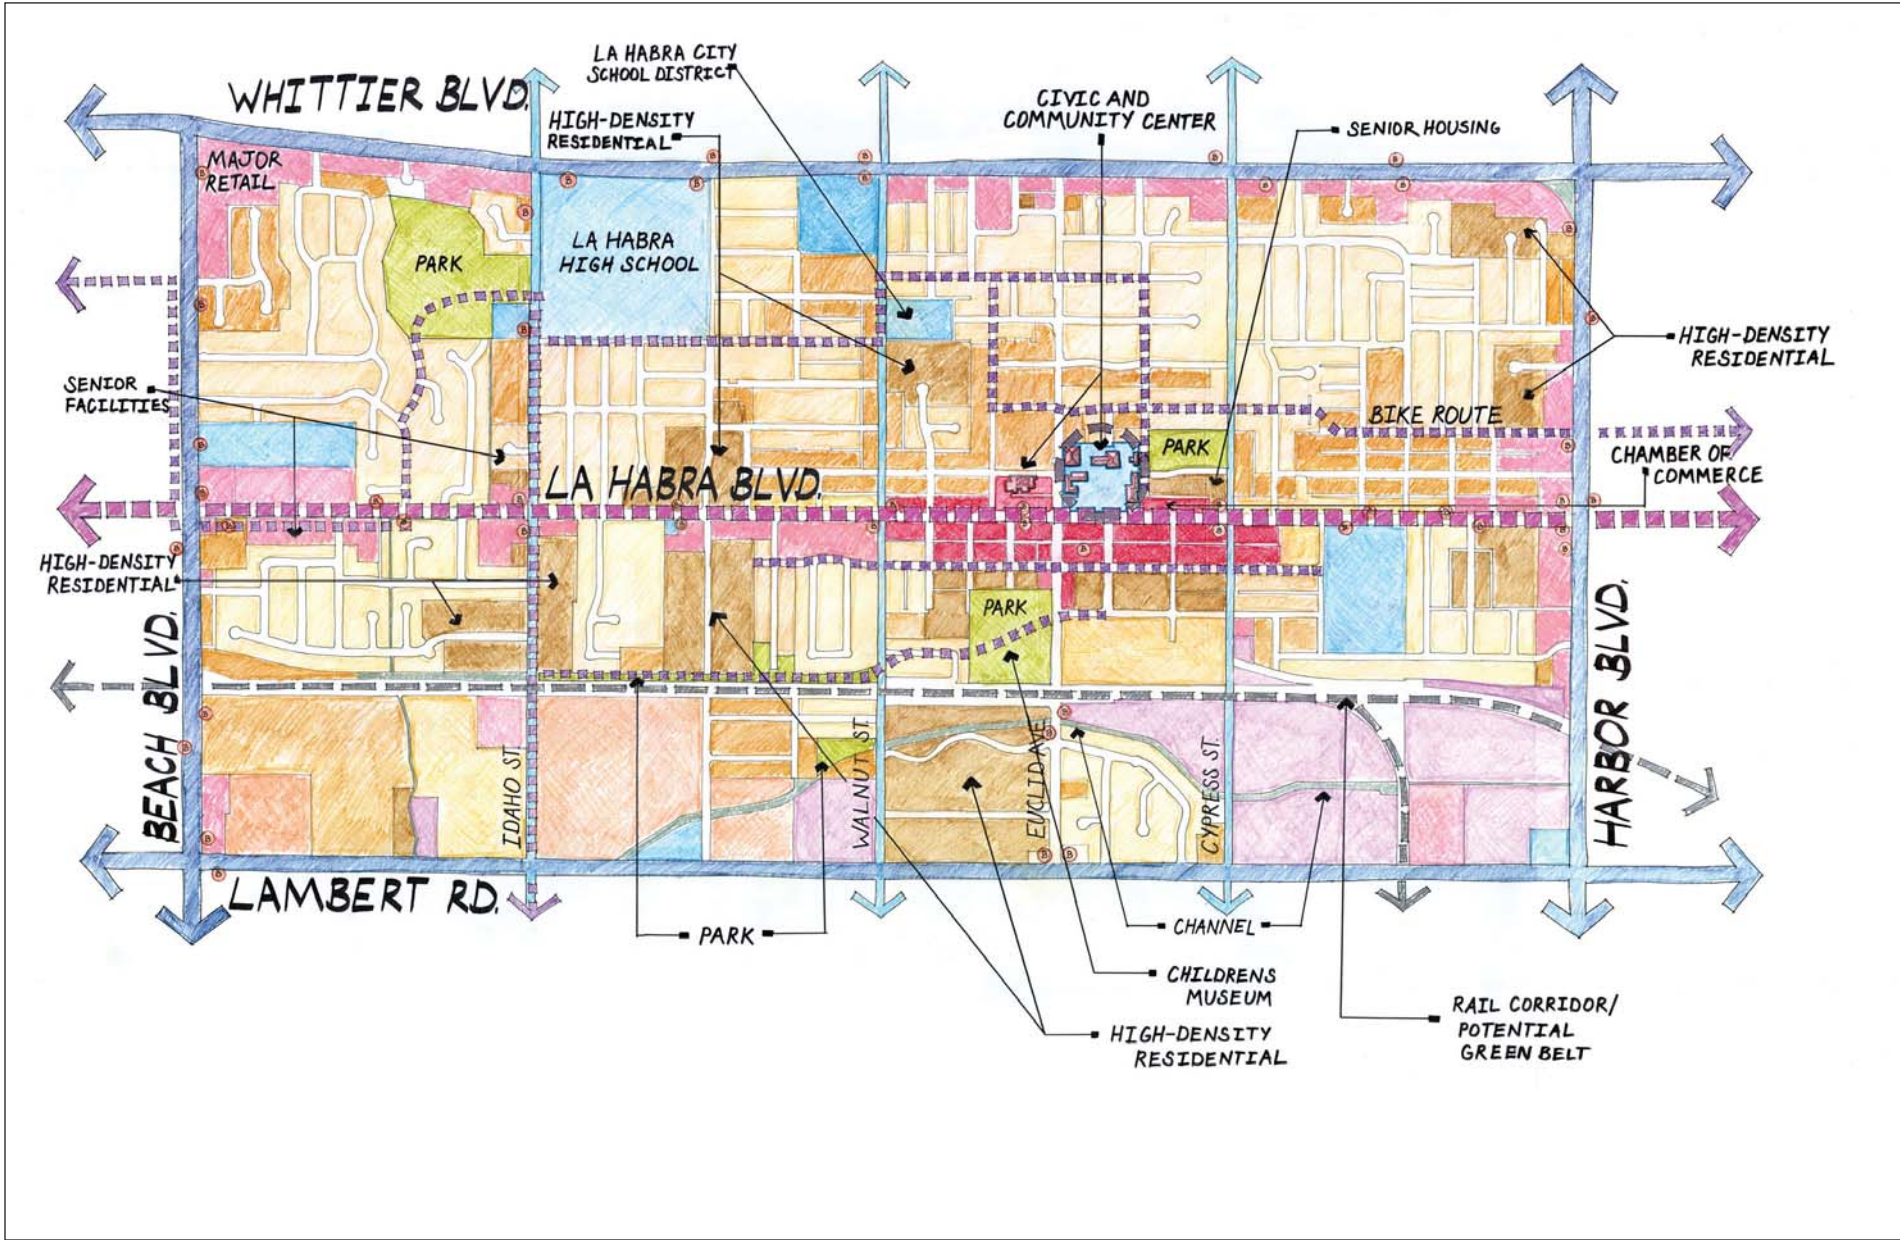 LA HABRA CITY
SCHOOL DISTRICT
WHITTIER BLVD.
HIGH-DENSITY
RESIDENTIAL
CIVIC AND
COMMUNITY CENTER
SENIOR HOUSING
MAJOR
RETAIL
PARK
LA HABRA
HIGH SCHOOL
HIGH-DENSITY
RESIDENTIAL
SENIOR
FACILITIES
BIKE ROUTE
PARK
CHAMBER OF
COMMERCE
LA HABRA BLVD.
HIGH-DENSITY
RESIDENTIAL
PARK
BEACH BLVD.
IDAHO ST.
WALNUT ST.
EUCLID AVE.
CYPRESS ST.
HARBOR BLVD.
LAMBERT RD.
PARK
CHANNEL
CHILDRENS
MUSEUM
HIGH-DENSITY
RESIDENTIAL
RAIL CORRIDOR/
POTENTIAL
GREEN BELT